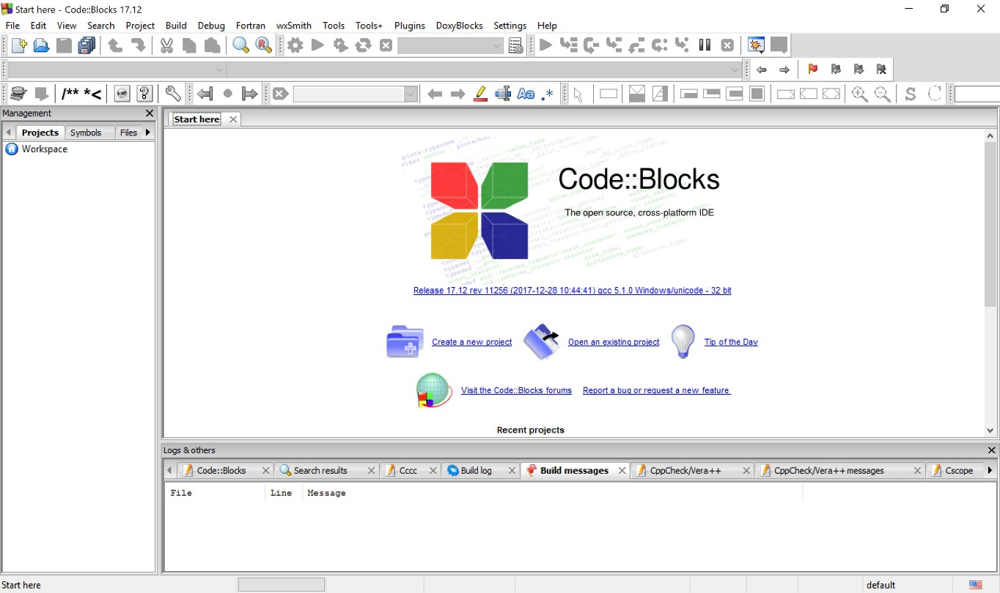 Start here - Code::Blocks 17.12
File Edit View Search Project Build Debug Fortran wxSmith Tools Tools+ Plugins DoxyBlocks Settings Help
/** *<
Aa .*
S C
Management
Start here
Projects Symbols Files
Workspace
Code::Blocks
The open source, cross-platform IDE
Release 17.12 rev 11256 (2017-12-28 10:44:41) gcc 5.1.0 Windows/unicode - 32 bit
Create a new project Open an existing project Tip of the Day
Visit the Code::Blocks forums Report a bug or request a new feature
Recent projects
Logs & others
Code::Blocks Search results Cccc Build log Build messages CppCheck/Vera++ CppCheck/Vera++ messages Cscope
File Line Message
Start here default